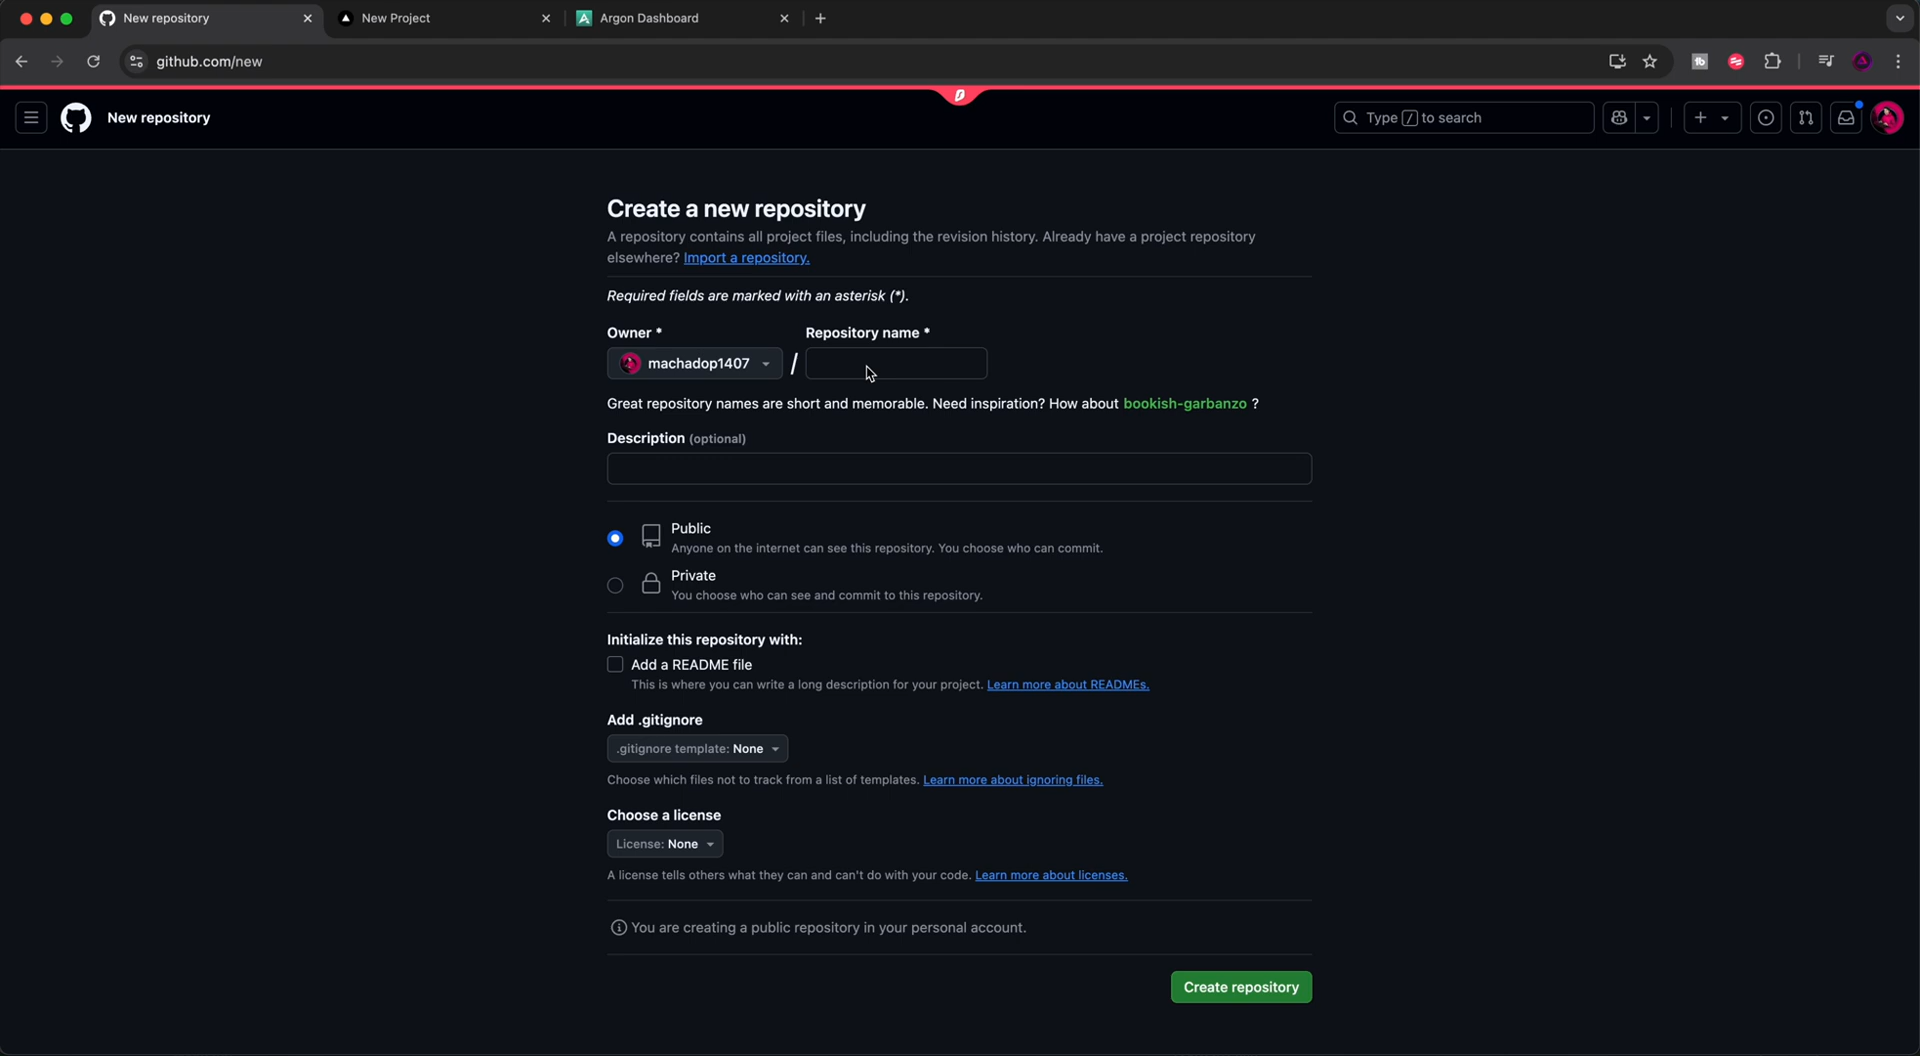 New repository
New Project
Argon Dashboard
github.com/new
New repository
Type / to search
Create a new repository
A repository contains all project files, including the revision history. Already have a project repository
elsewhere? Import a repository.
Required fields are marked with an asterisk (*).
Owner *
Repository name *
machadop1407
/
Great repository names are short and memorable. Need inspiration? How about bookish-garbanzo ?
Description (optional)
Public
Anyone on the internet can see this repository. You choose who can commit.
Private
You choose who can see and commit to this repository.
Initialize this repository with:
Add a README file
This is where you can write a long description for your project. Learn more about READMEs.
Add .gitignore
.gitignore template: None
Choose which files not to track from a list of templates. Learn more about ignoring files.
Choose a license
License: None
A license tells others what they can and can't do with your code. Learn more about licenses.
You are creating a public repository in your personal account.
Create repository